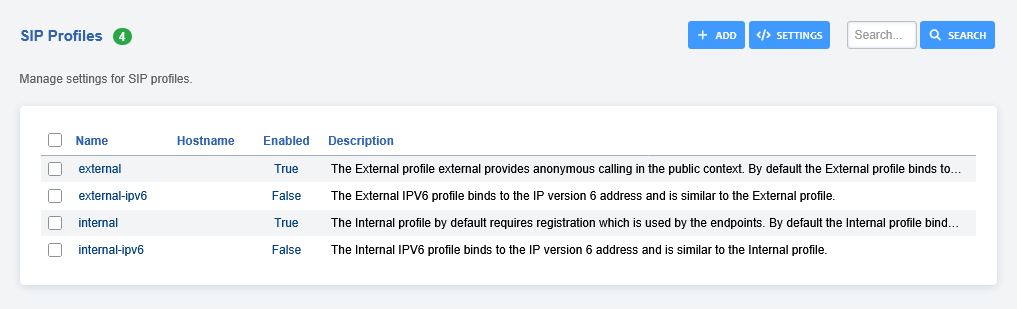 SIP Profiles 4
+ ADD </> SETTINGS Search... SEARCH
Manage settings for SIP profiles.
Name Hostname Enabled Description
external True The External profile external provides anonymous calling in the public context. By default the External profile binds to...
external-ipv6 False The External IPV6 profile binds to the IP version 6 address and is similar to the External profile.
internal True The Internal profile by default requires registration which is used by the endpoints. By default the Internal profile bind...
internal-ipv6 False The Internal IPV6 profile binds to the IP version 6 address and is similar to the Internal profile.